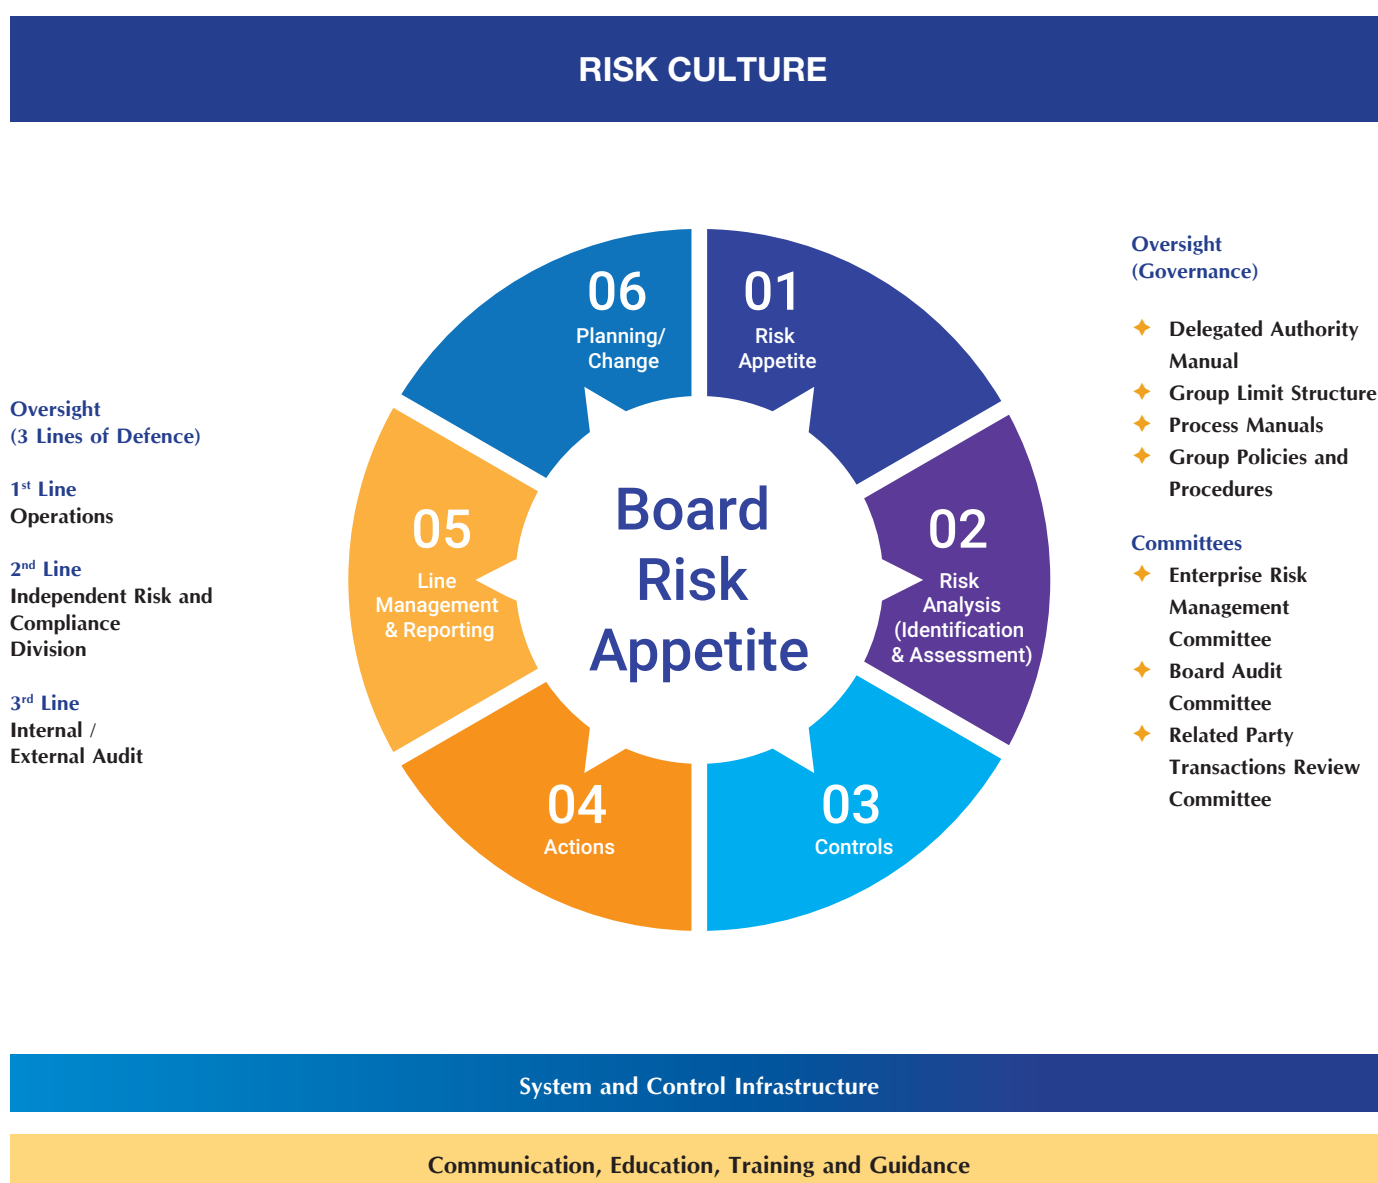 RISK CULTURE
Oversight
(3 Lines of Defence)
1st Line
Operations
2nd Line
Independent Risk and
Compliance
Division
3rd Line
Internal /
External Audit
01
Risk
Appetite
02
Risk
Analysis
(Identification
& Assessment)
03
Controls
04
Actions
05
Line
Management
& Reporting
06
Planning/
Change
Board
Risk
Appetite
Oversight
(Governance)
Delegated Authority
Manual
Group Limit Structure
Process Manuals
Group Policies and
Procedures
Committees
Enterprise Risk
Management
Committee
Board Audit
Committee
Related Party
Transactions Review
Committee
System and Control Infrastructure
Communication, Education, Training and Guidance